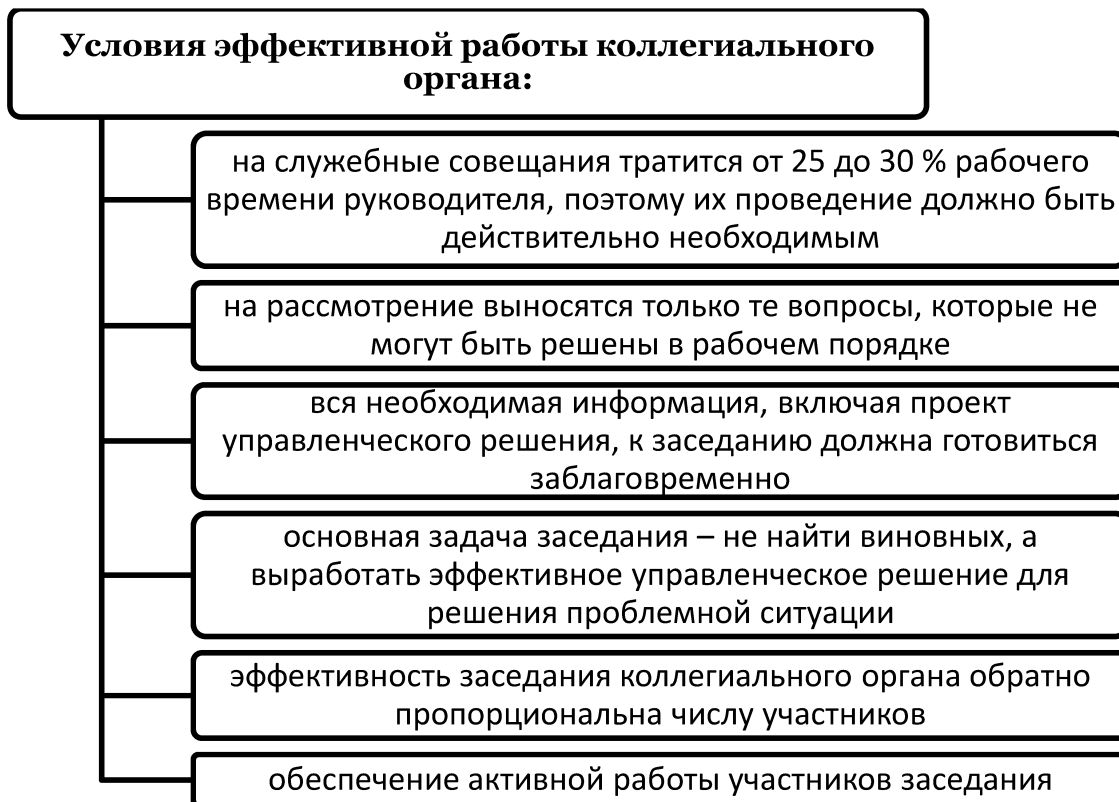 Условия эффективной работы коллегиального
органа:
на служебные совещания тратится от 25 до 30 % рабочего
времени руководителя, поэтому их проведение должно быть
действительно необходимым
на рассмотрение выносятся только те вопросы, которые не
могут быть решены в рабочем порядке
вся необходимая информация, включая проект
управленческого решения, к заседанию должна готовиться
заблаговременно
основная задача заседания – не найти виновных, а
выработать эффективное управленческое решение для
решения проблемной ситуации
эффективность заседания коллегиального органа обратно
пропорциональна числу участников
обеспечение активной работы участников заседания